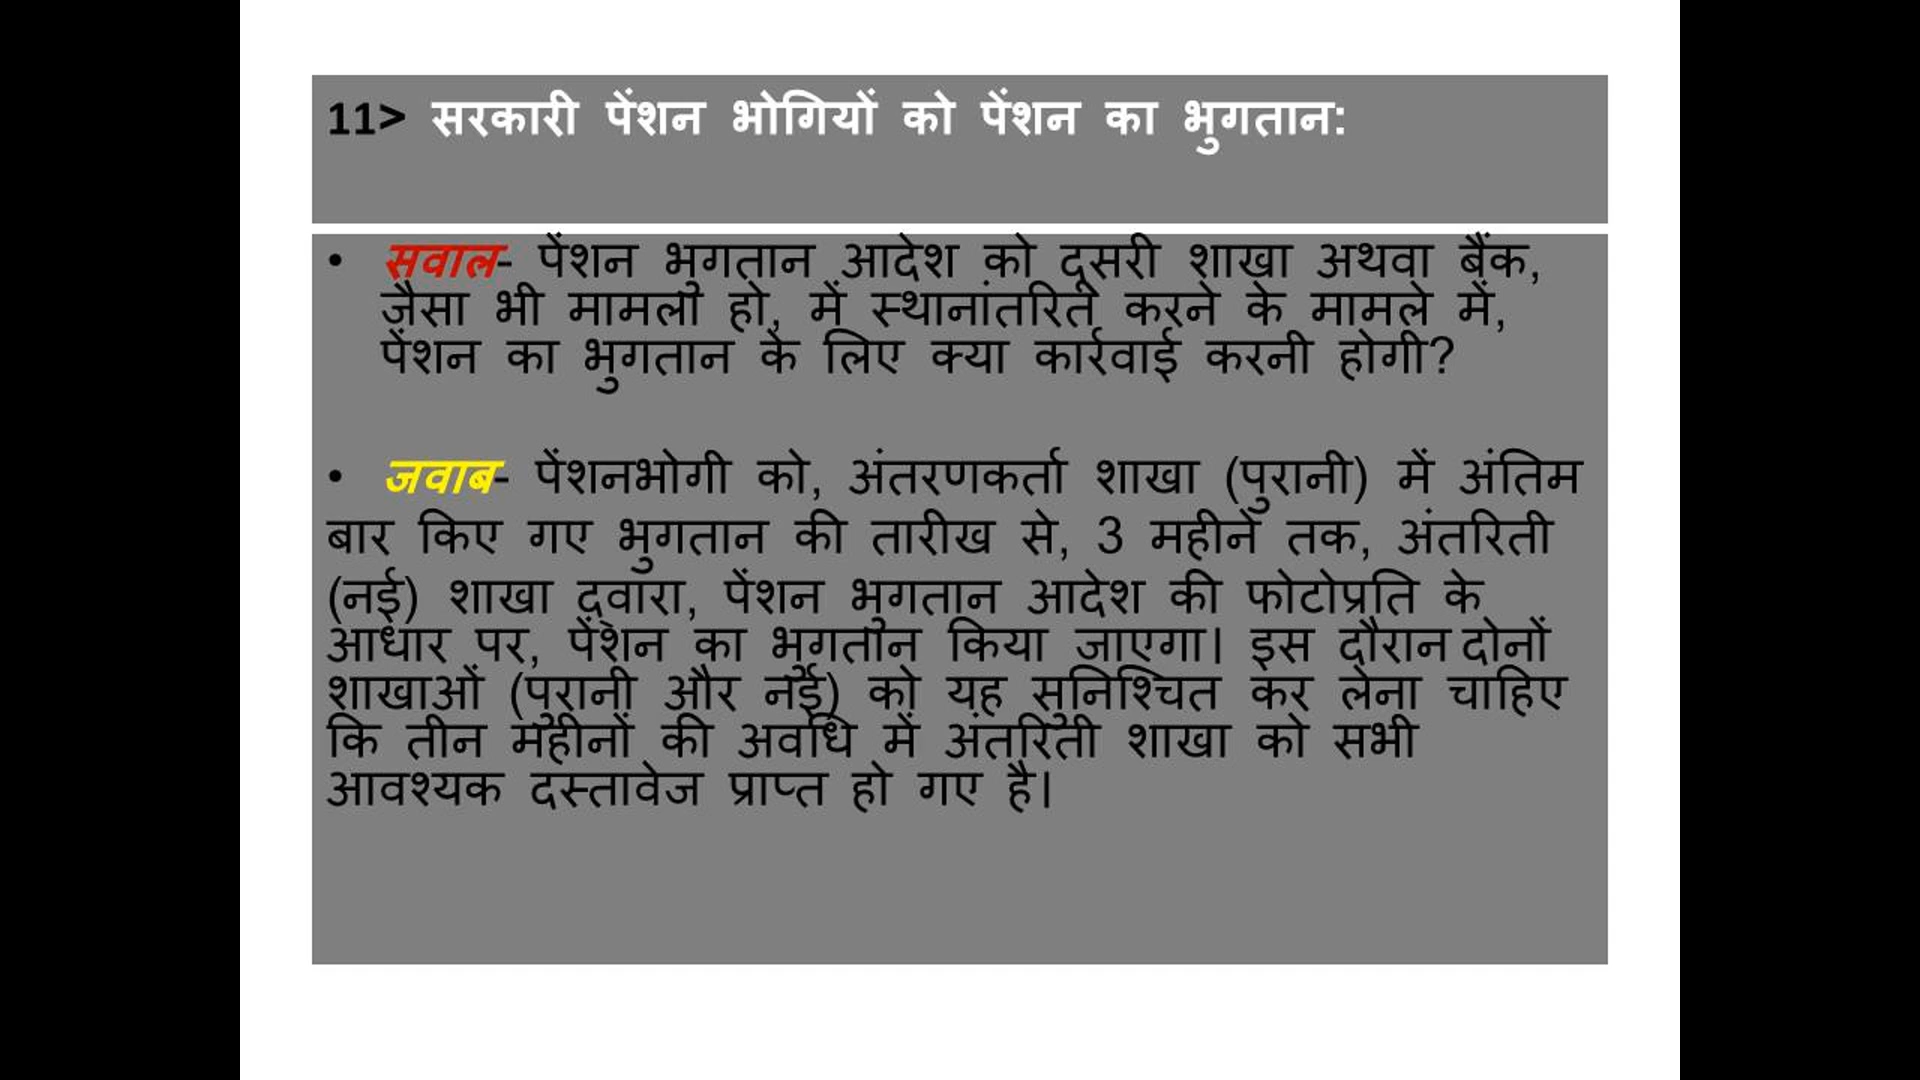 11> सरकारी पेंशन भोगियों को पेंशन का भुगतान:
• सवाल- पेंशन भुगतान आदेश को दूसरी शाखा अथवा बैंक,
जैसा भी मामला हो, में स्थानांतरित करने के मामले में,
पेंशन का भुगतान के लिए क्या कार्रवाई करनी होगी?
• जवाब- पेंशनभोगी को, अंतरणकर्ता शाखा (पुरानी) में अंतिम
बार किए गए भुगतान की तारीख से, 3 महीने तक, अंतरिती
(नई) शाखा द्वारा, पेंशन भुगतान आदेश की फोटोप्रति के
आधार पर, पेंशन का भुगतान किया जाएगा। इस दौरान दोनों
शाखाओं (पुरानी और नई) को यह सुनिश्चित कर लेना चाहिए
कि तीन महीनों की अवधि में अंतरिती शाखा को सभी
आवश्यक दस्तावेज प्राप्त हो गए है।